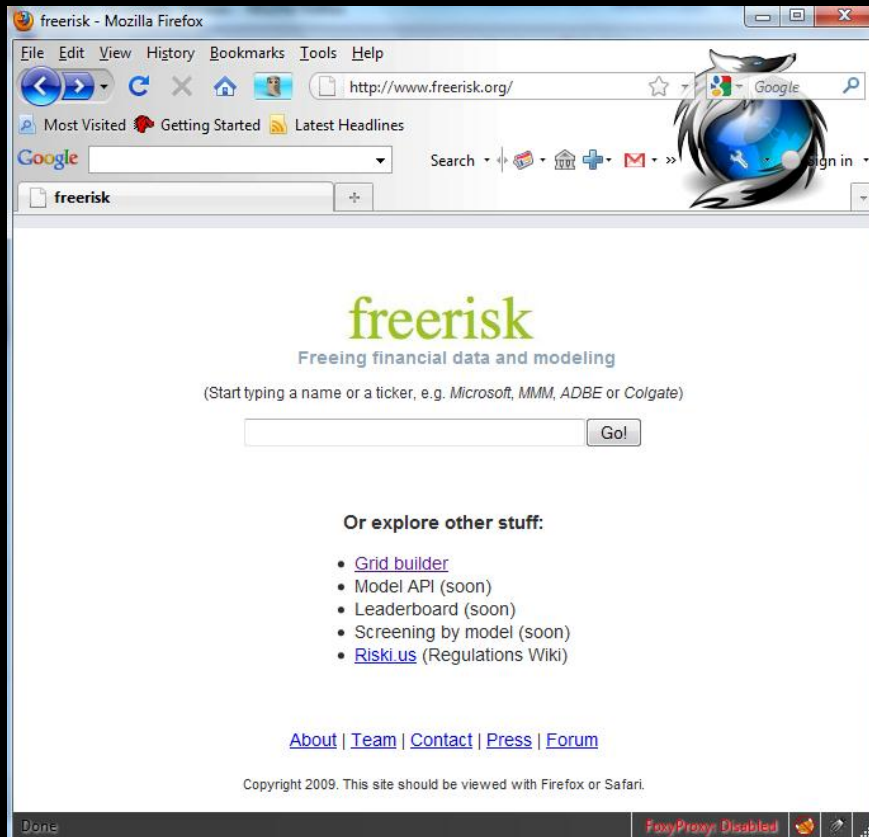 freerisk - Mozilla Firefox
File Edit View History Bookmarks Tools Help
http://www.freerisk.org/ Google
Most Visited Getting Started Latest Headlines
Google Search » Sign in
freerisk
freerisk
Freeing financial data and modeling
(Start typing a name or a ticker, e.g. Microsoft, MMM, ADBE or Colgate)
Go!
Or explore other stuff:
• Grid builder
• Model API (soon)
• Leaderboard (soon)
• Screening by model (soon)
• Riski.us (Regulations Wiki)
About | Team | Contact | Press | Forum
Copyright 2009. This site should be viewed with Firefox or Safari.
Done FoxyProxy: Disabled